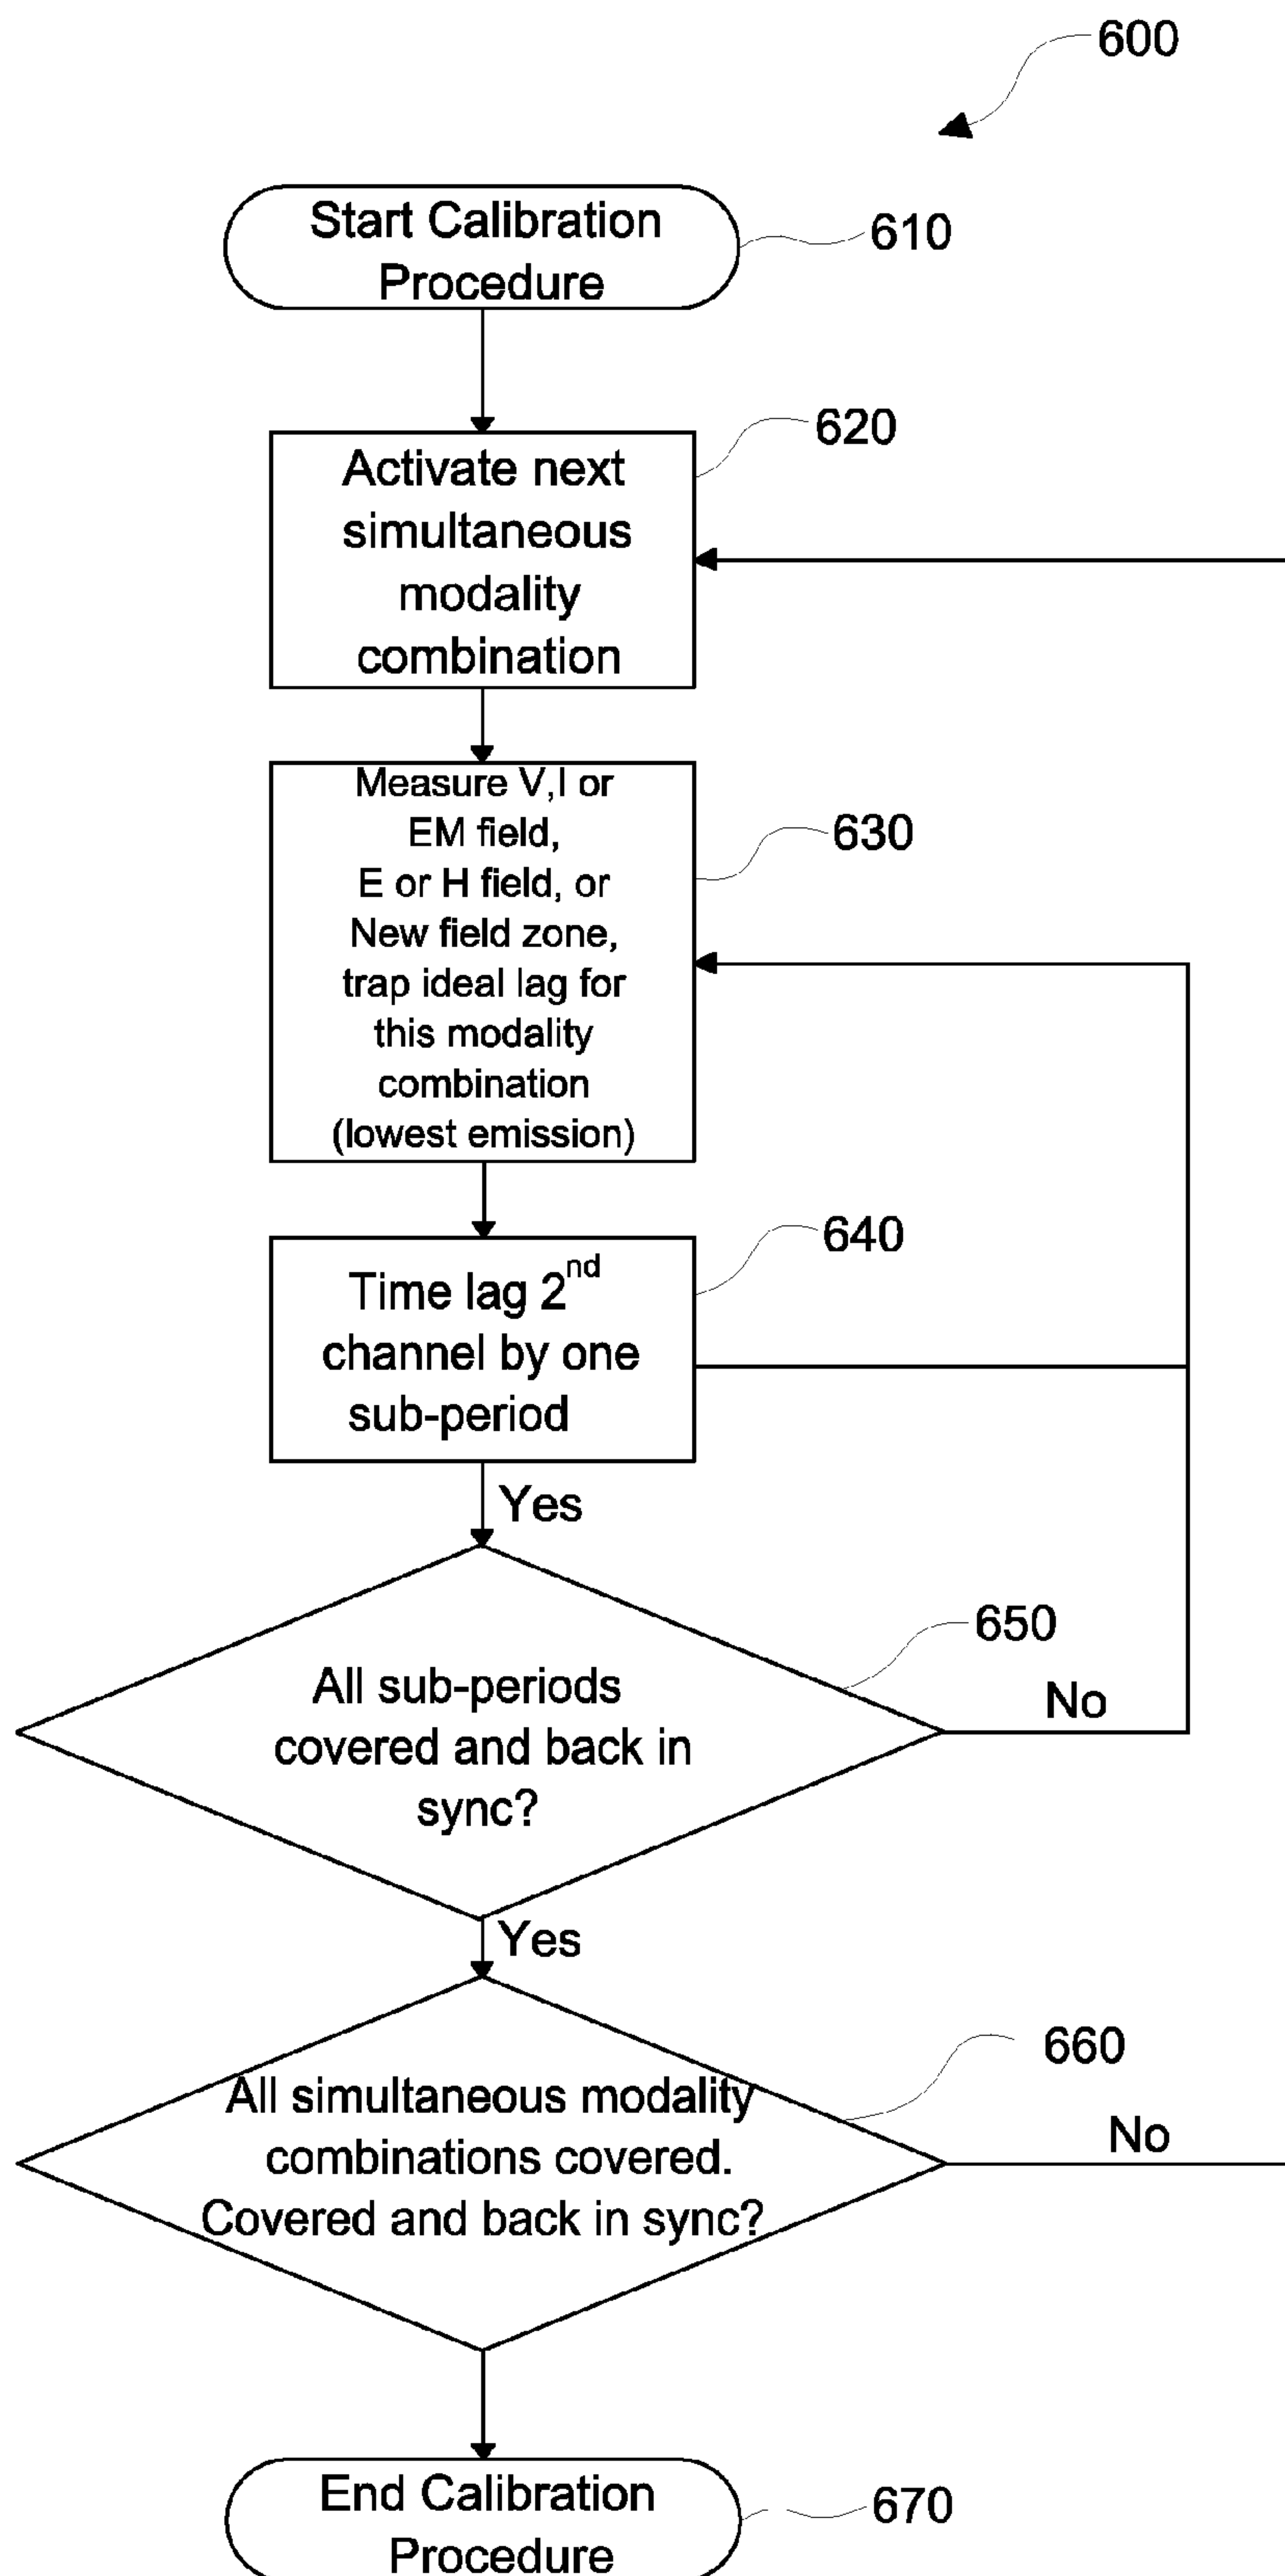 600
Start Calibration
Procedure
610
620
Activate next
simultaneous
modality
combination
Measure V,I or
EM field,
E or H field, or
New field zone,
trap ideal lag for
this modality
combination
(lowest emission)
630
640
Time lag 2nd
channel by one
sub-period
Yes
650
All sub-periods
covered and back in
sync?
No
Yes
660
All simultaneous modality
combinations covered.
Covered and back in sync?
No
End Calibration
Procedure
670